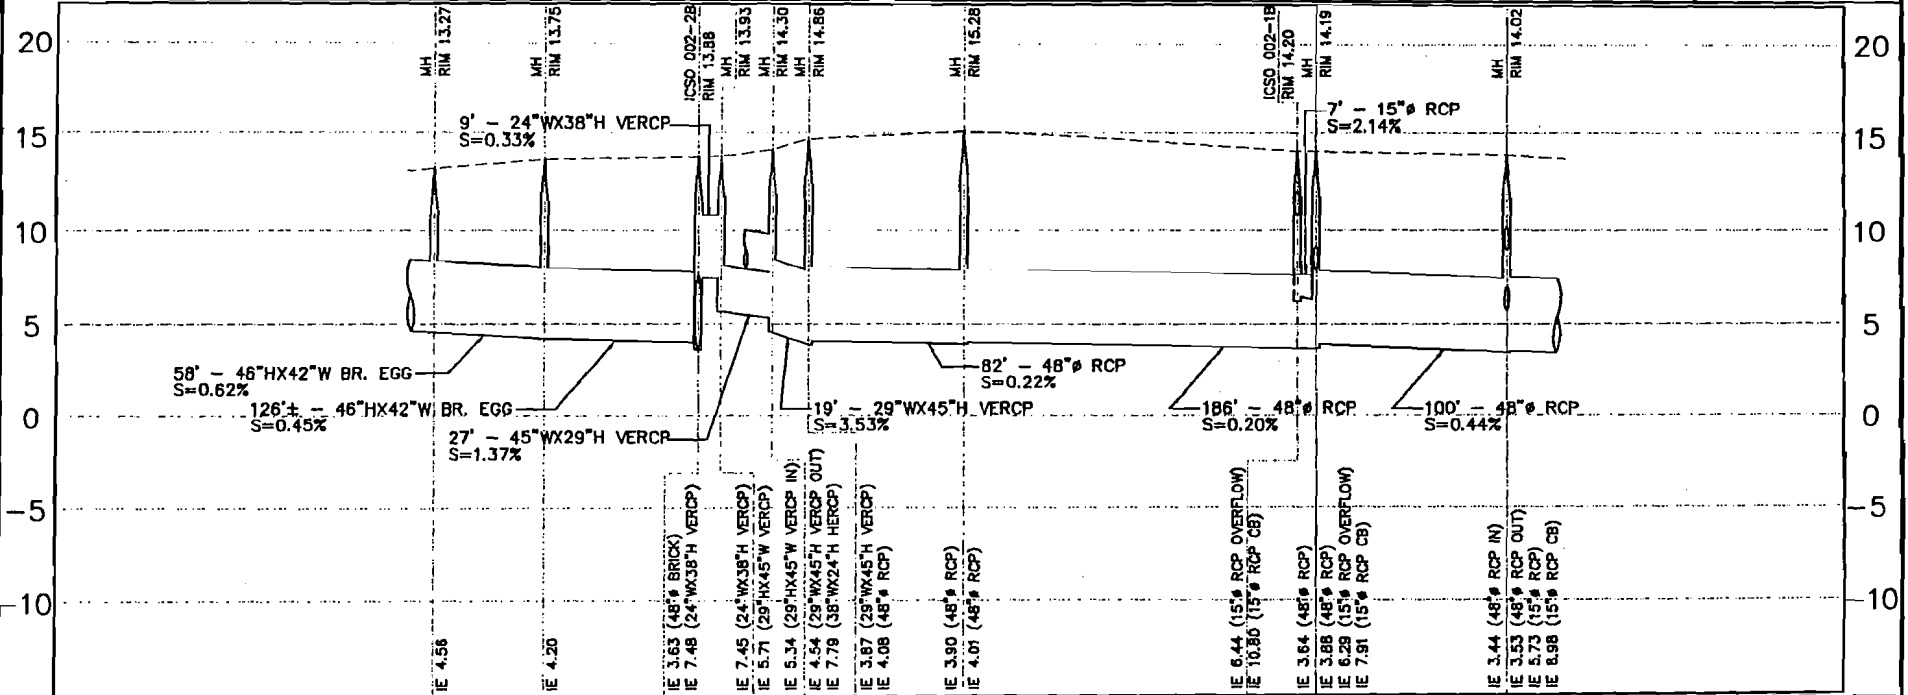 MH
RIM 13.27
MH
RIM 13.75
ICSO 002-2B
RIM 13.88
MH
RIM 13.93
MH
RIM 14.30
MH
RIM 14.86
MH
RIM 15.28
ICSO 002-1B
RIM 14.20
MH
RIM 14.19
MH
RIM 14.02
20
20
9' - 24"WX38"H VERCP
S=0.33%
7' - 15"ø RCP
S=2.14%
15
15
10
10
5
5
58' - 46"HX42"W BR. EGG
S=0.62%
82' - 48"ø RCP
S=0.22%
126'± - 46"HX42"W BR. EGG
S=0.45%
19' - 29"WX45"H VERCP
S=3.53%
186' - 48"ø RCP
S=0.20%
100' - 48"ø RCP
S=0.44%
0
0
27' - 45"WX29"H VERCP
S=1.37%
-5
-5
-10
-10
IE 4.56
IE 4.20
IE 3.63 (48"ø BRICK)
IE 7.48 (24"WX38"H VERCP)
IE 7.45 (24"WX38"H VERCP)
IE 5.71 (29"HX45"W VERCP)
IE 5.34 (29"HX45"W VERCP IN)
IE 4.54 (29"WX45"H VERCP OUT)
IE 7.79 (38"WX24"H HERCP)
IE 3.87 (29"WX45"H VERCP)
IE 4.08 (48"ø RCP)
IE 3.90 (48"ø RCP)
IE 4.01 (48"ø RCP)
IE 6.44 (15"ø RCP OVERFLOW)
IE 10.80 (15"ø RCP CB)
IE 3.64 (48"ø RCP)
IE 3.88 (48"ø RCP)
IE 6.29 (15"ø RCP OVERFLOW)
IE 7.91 (15"ø RCP CB)
IE 3.44 (48"ø RCP IN)
IE 3.53 (48"ø RCP OUT)
IE 5.73 (15"ø RCP)
IE 8.98 (15"ø RCP CB)